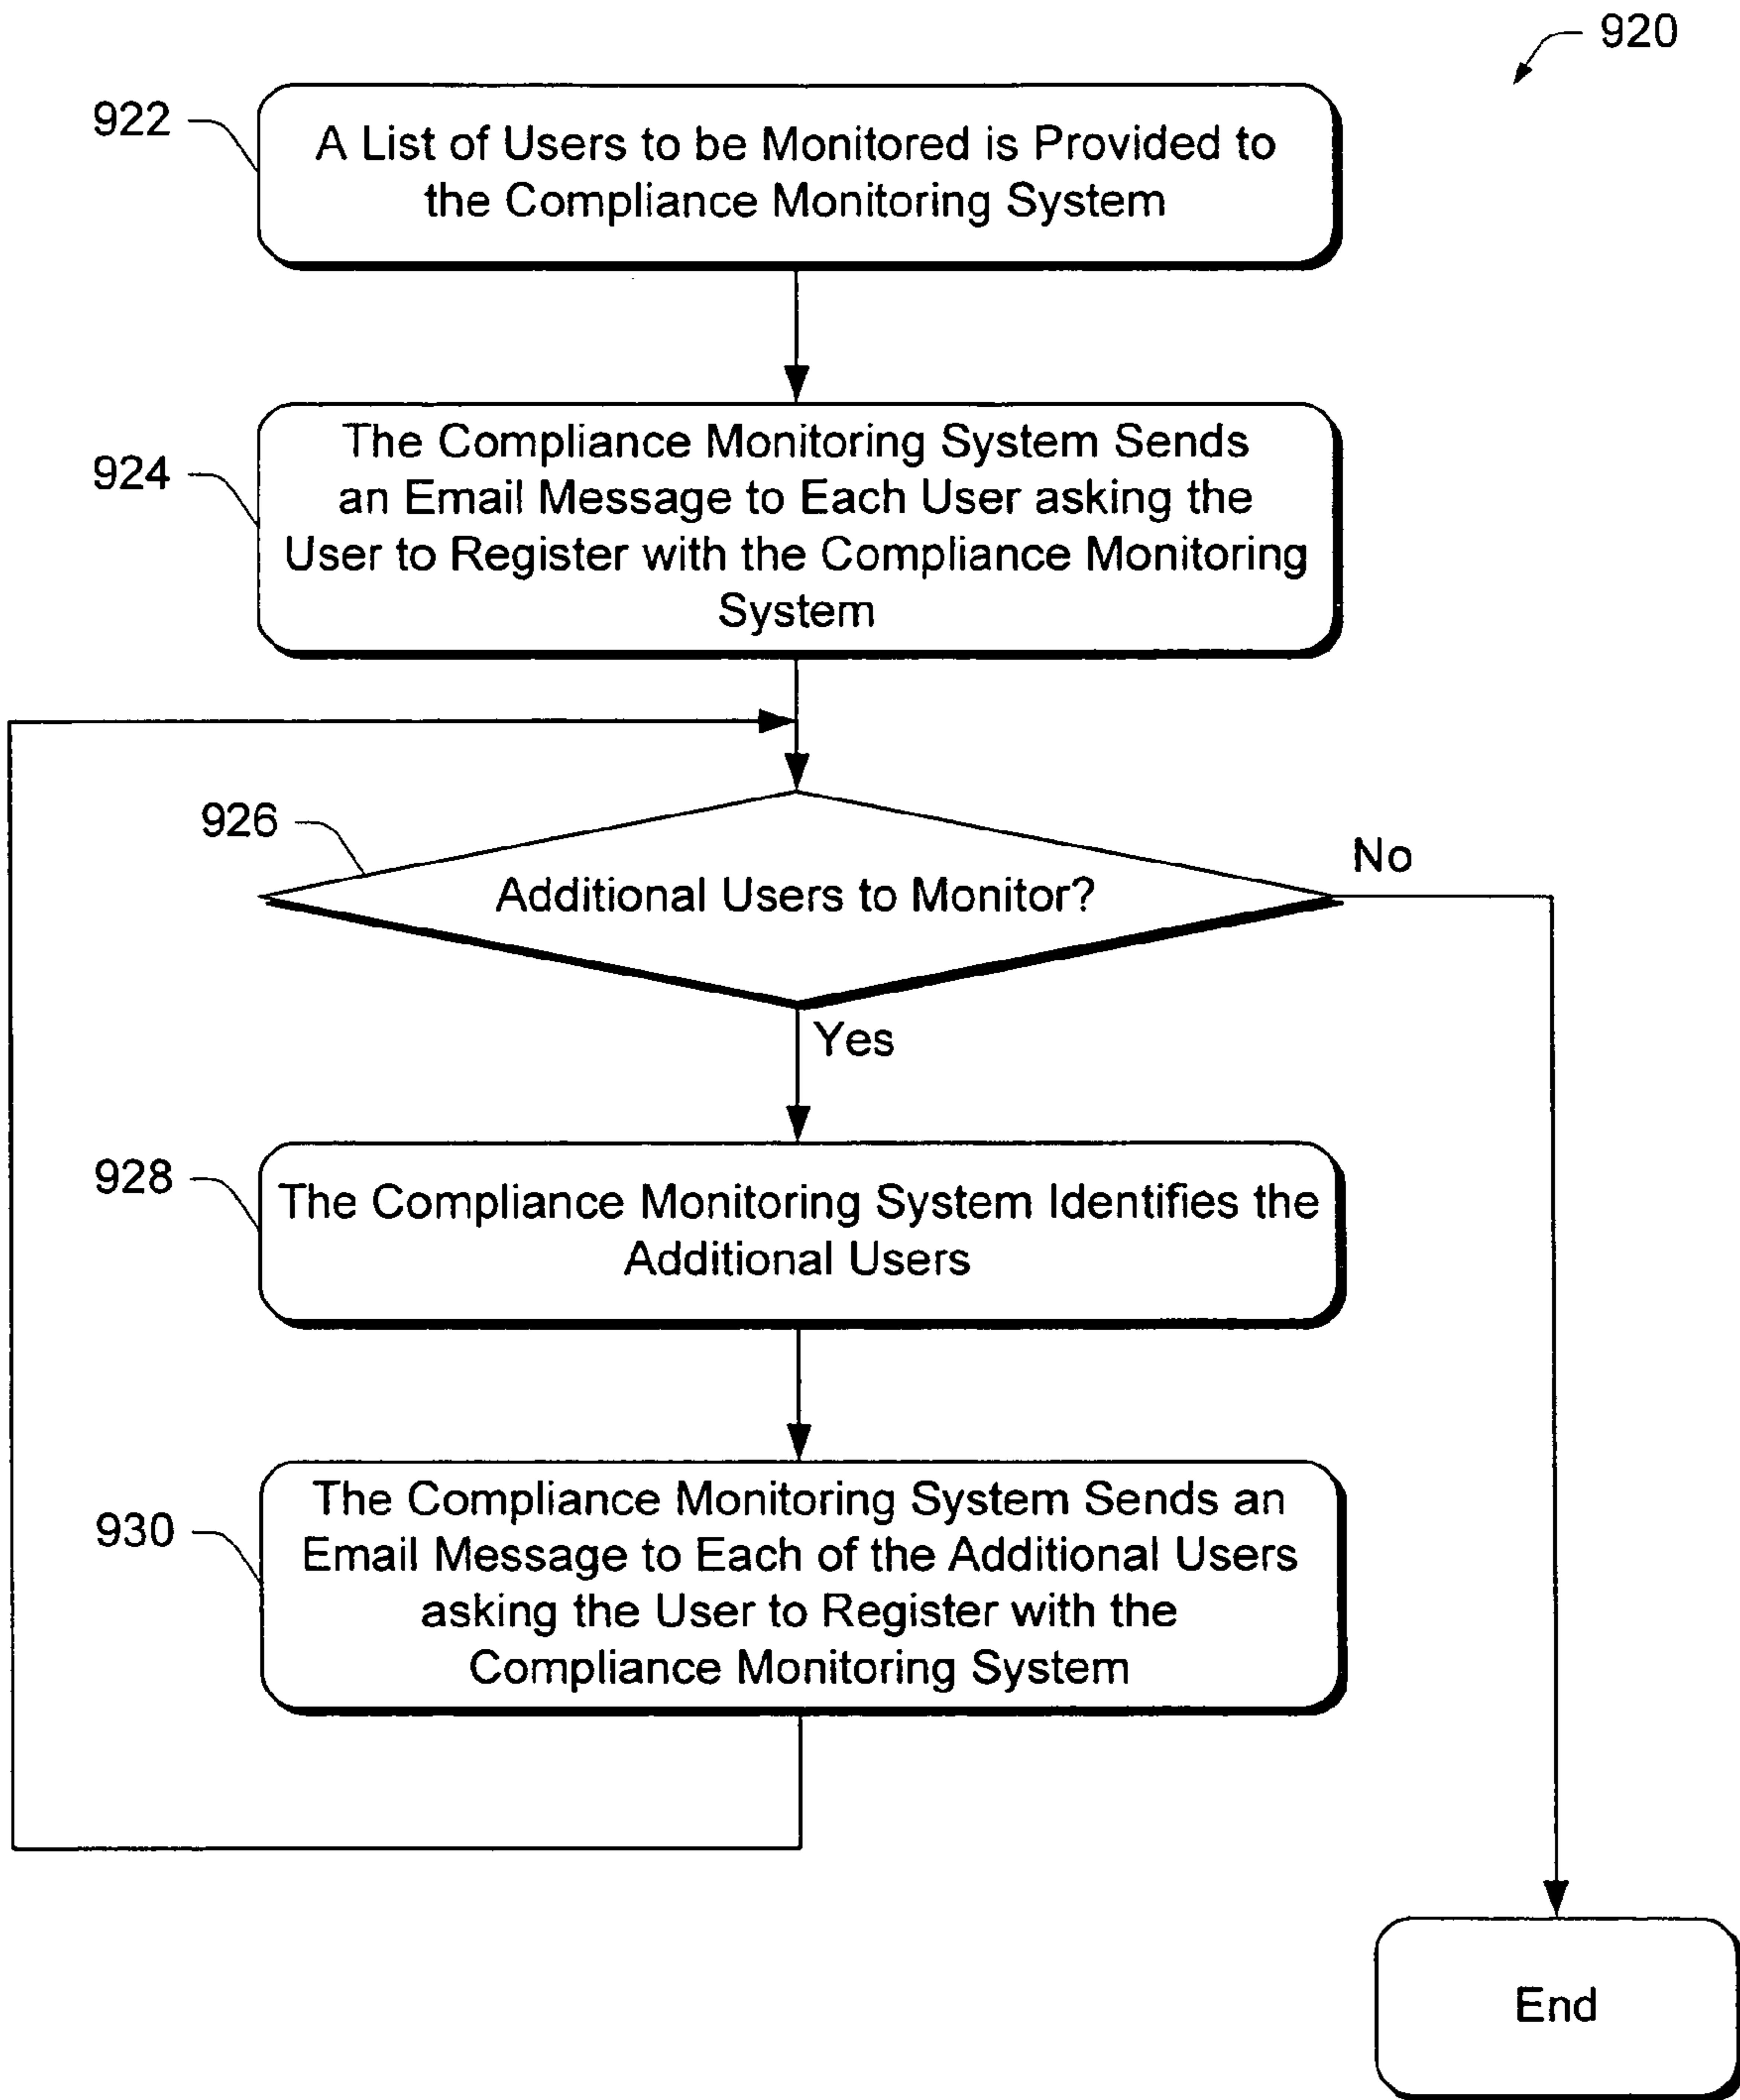 920
922
A List of Users to be Monitored is Provided to
the Compliance Monitoring System
924
The Compliance Monitoring System Sends
an Email Message to Each User asking the
User to Register with the Compliance Monitoring
System
926
Additional Users to Monitor?
No
Yes
928
The Compliance Monitoring System Identifies the
Additional Users
930
The Compliance Monitoring System Sends an
Email Message to Each of the Additional Users
asking the User to Register with the
Compliance Monitoring System
End